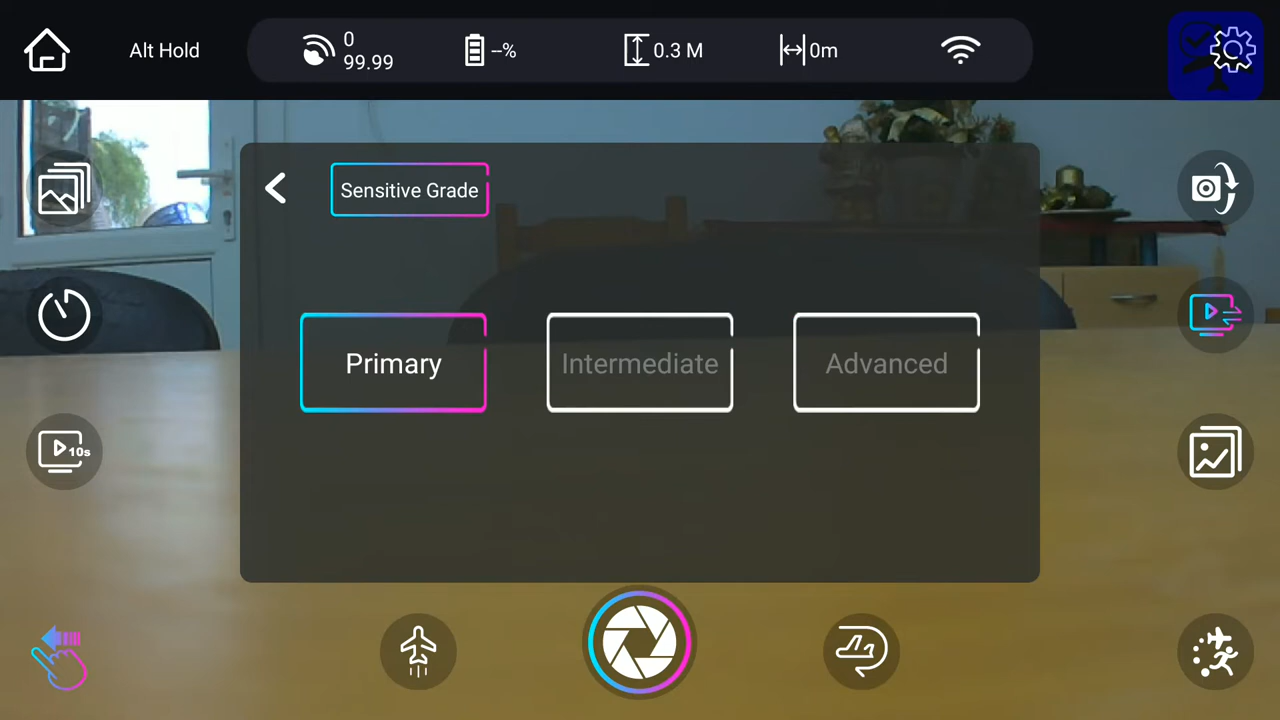 Alt Hold
0
99.99
--%
0.3 M
0m
Sensitive Grade
Primary
Intermediate
Advanced
10s